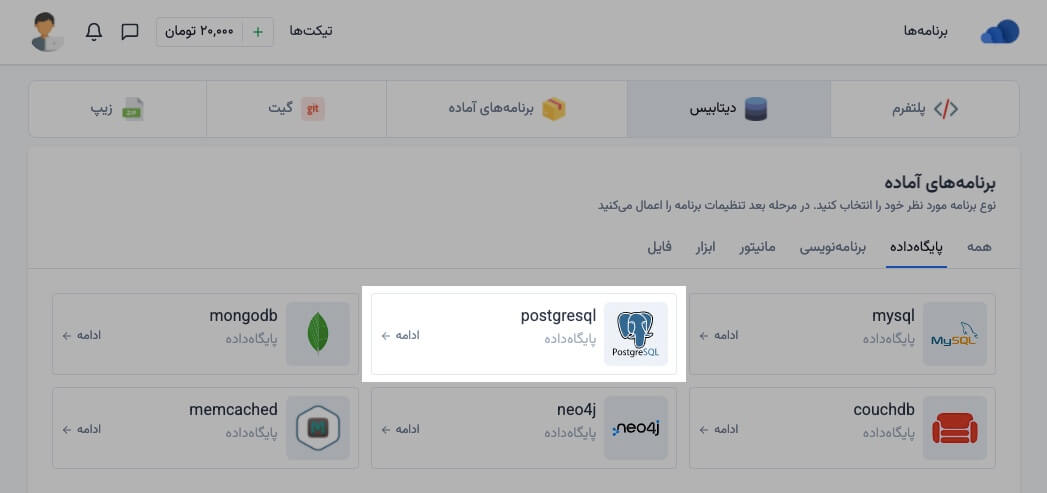 برنامه‌ها
تیکت‌ها
۲۰,۰۰۰ تومان +
پلتفرم
دیتابیس
برنامه‌های آماده
git گیت
ZIP زیپ
برنامه‌های آماده
نوع برنامه مورد نظر خود را انتخاب کنید. در مرحله بعد تنظیمات برنامه را اعمال می‌کنید
همه پایگاه‌داده برنامه‌نویسی مانیتور ابزار فایل
MySQL
mysql
پایگاه‌داده
ادامه ←
PostgreSQL
postgresql
پایگاه‌داده
ادامه ←
mongodb
پایگاه‌داده
ادامه ←
couchdb
پایگاه‌داده
ادامه ←
neo4j
neo4j
پایگاه‌داده
ادامه ←
M
memcached
پایگاه‌داده
ادامه ←